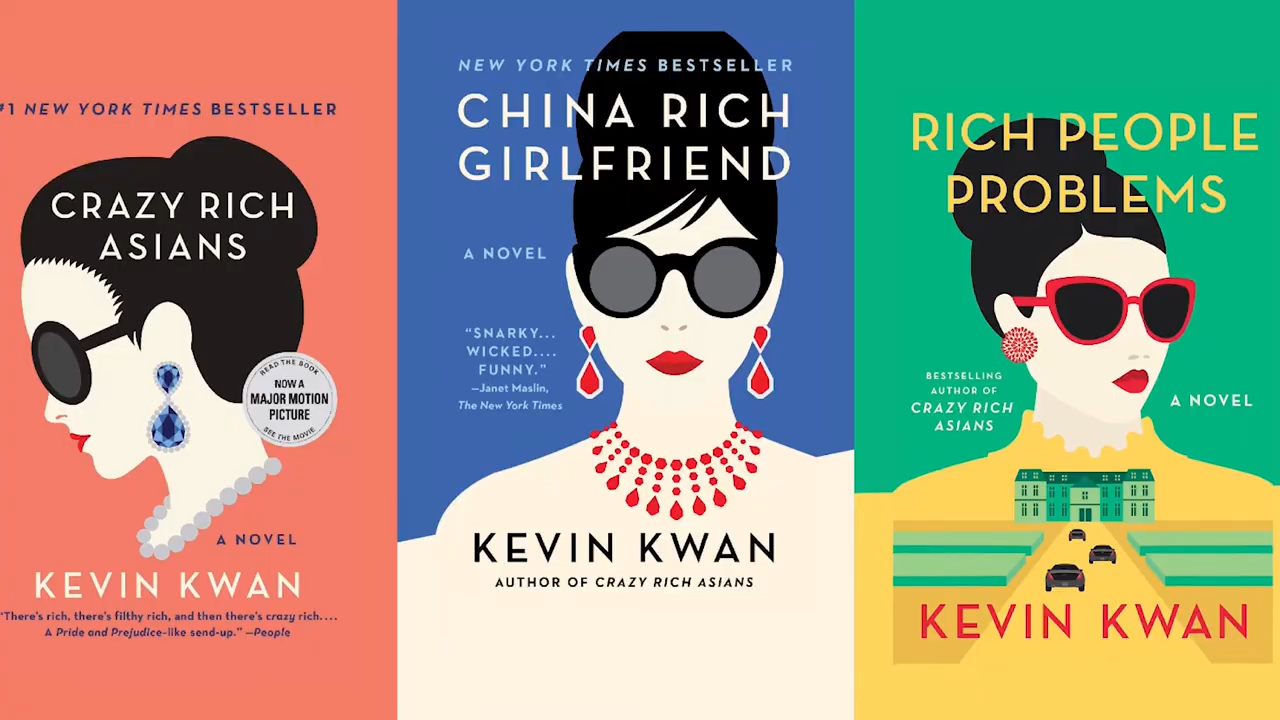 #1 NEW YORK TIMES BESTSELLER
CRAZY RICH
ASIANS
READ THE BOOK
NOW A
MAJOR MOTION
PICTURE
SEE THE MOVIE
A NOVEL
KEVIN KWAN
"There's rich, there's filthy rich, and then there's crazy rich....
A Pride and Prejudice–like send-up." —People
NEW YORK TIMES BESTSELLER
CHINA RICH
GIRLFRIEND
A NOVEL
"SNARKY...
WICKED....
FUNNY."
—Janet Maslin,
The New York Times
KEVIN KWAN
AUTHOR OF CRAZY RICH ASIANS
RICH PEOPLE
PROBLEMS
BESTSELLING
AUTHOR OF
CRAZY RICH
ASIANS
A NOVEL
KEVIN KWAN